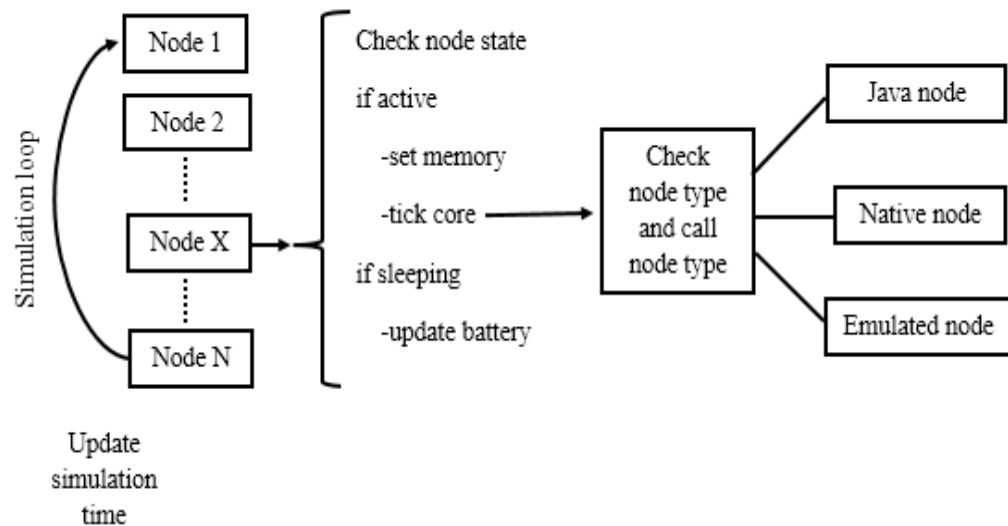 Simulation loop
Node 1
Node 2
Node X
Node N
Update
simulation
time
Check node state
if active
-set memory
-tick core
if sleeping
-update battery
Check
node type
and call
node type
Java node
Native node
Emulated node